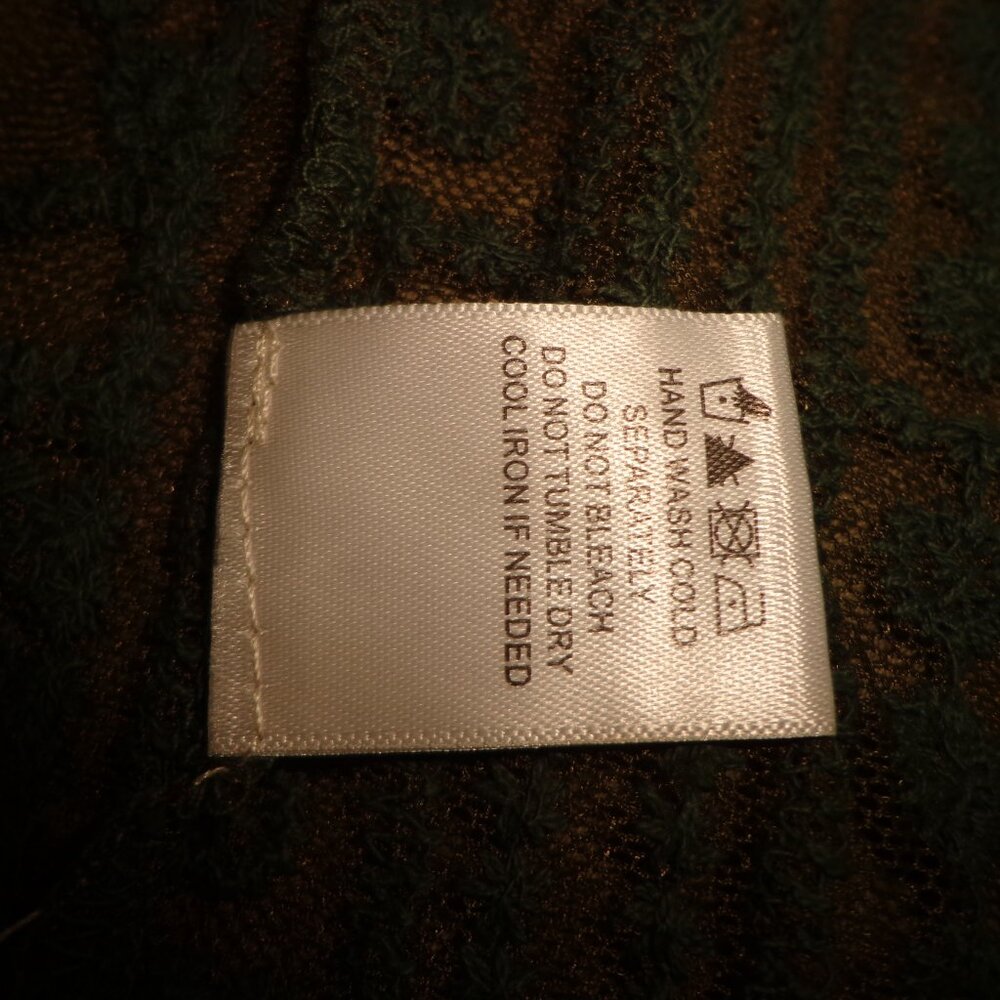 HAND WASH COLD
SEPARATELY
DO NOT BLEACH
DO NOT TUMBLE DRY
COOL IRON IF NEEDED